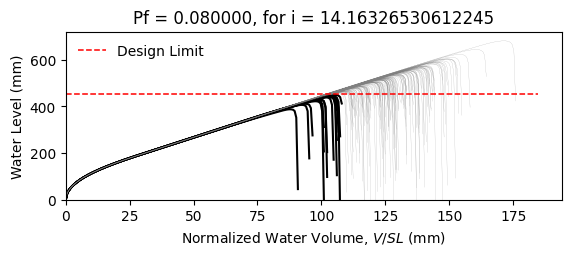 Pf = 0.080000, for i = 14.16326530612245
Design Limit
Water Level (mm)
600
400
200
0
0 25 50 75 100 125 150 175
Normalized Water Volume, V/SL (mm)